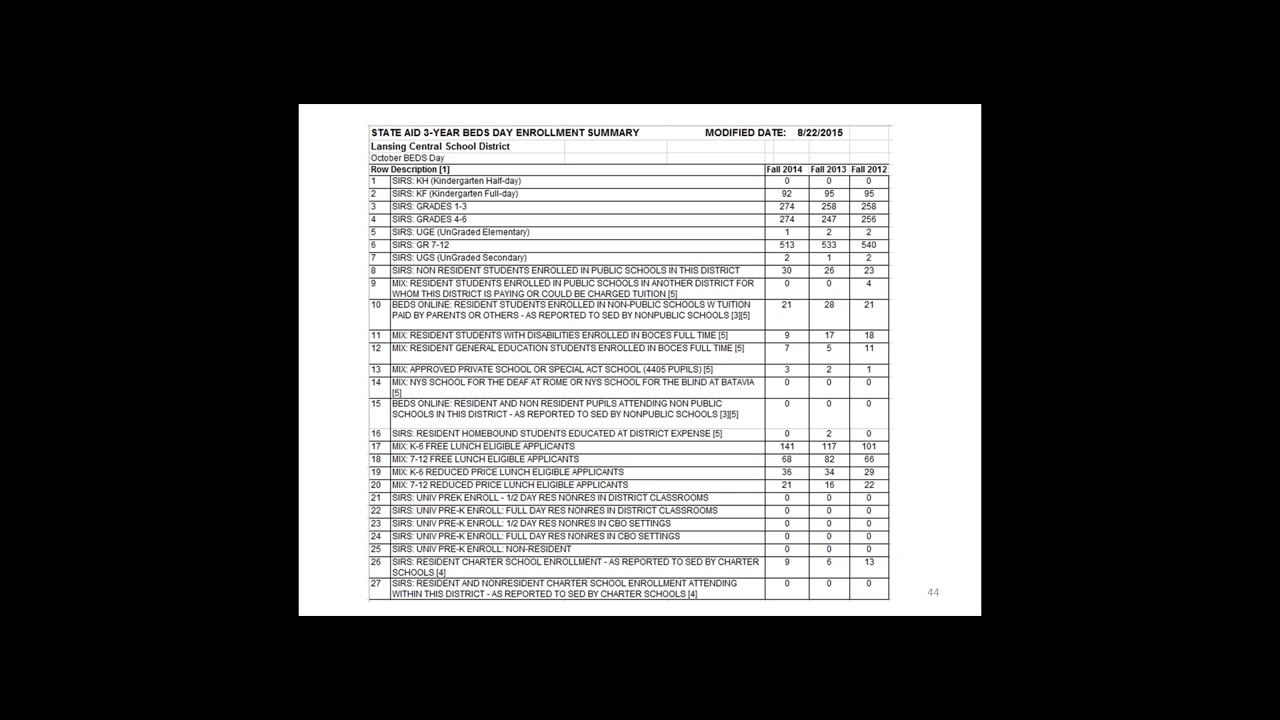 STATE AID 3-YEAR BEDS DAY ENROLLMENT SUMMARY MODIFIED DATE: 8/22/2015
Lansing Central School District
October BEDS Day
Row Description [1] Fall 2014 Fall 2013 Fall 2012
1 SIRS: KH (Kindergarten Half-day) 0 0 0
2 SIRS: KF (Kindergarten Full-day) 92 95 95
3 SIRS: GRADES 1-3 274 258 258
4 SIRS: GRADES 4-6 274 247 256
5 SIRS: UGE (UnGraded Elementary) 1 2 2
6 SIRS: GR 7-12 513 533 540
7 SIRS: UGS (UnGraded Secondary) 2 1 2
8 SIRS: NON RESIDENT STUDENTS ENROLLED IN PUBLIC SCHOOLS IN THIS DISTRICT 30 26 23
9 MIX: RESIDENT STUDENTS ENROLLED IN PUBLIC SCHOOLS IN ANOTHER DISTRICT FOR 0 0 4
WHOM THIS DISTRICT IS PAYING OR COULD BE CHARGED TUITION [5]
10 BEDS ONLINE: RESIDENT STUDENTS ENROLLED IN NON-PUBLIC SCHOOLS W TUITION 21 28 21
PAID BY PARENTS OR OTHERS - AS REPORTED TO SED BY NONPUBLIC SCHOOLS [3][5]
11 MIX: RESIDENT STUDENTS WITH DISABILITIES ENROLLED IN BOCES FULL TIME [5] 9 17 18
12 MIX: RESIDENT GENERAL EDUCATION STUDENTS ENROLLED IN BOCES FULL TIME [5] 7 5 11
13 MIX: APPROVED PRIVATE SCHOOL OR SPECIAL ACT SCHOOL (4405 PUPILS) [5] 3 2 1
14 MIX: NYS SCHOOL FOR THE DEAF AT ROME OR NYS SCHOOL FOR THE BLIND AT BATAVIA 0 0 0
[5]
15 BEDS ONLINE: RESIDENT AND NON RESIDENT PUPILS ATTENDING NON PUBLIC 0 0 0
SCHOOLS IN THIS DISTRICT - AS REPORTED TO SED BY NONPUBLIC SCHOOLS [3][5]
16 SIRS: RESIDENT HOMEBOUND STUDENTS EDUCATED AT DISTRICT EXPENSE [5] 0 2 0
17 MIX: K-6 FREE LUNCH ELIGIBLE APPLICANTS 141 117 101
18 MIX: 7-12 FREE LUNCH ELIGIBLE APPLICANTS 68 82 66
19 MIX: K-6 REDUCED PRICE LUNCH ELIGIBLE APPLICANTS 36 34 29
20 MIX: 7-12 REDUCED PRICE LUNCH ELIGIBLE APPLICANTS 21 16 22
21 SIRS: UNIV PREK ENROLL - 1/2 DAY RES NONRES IN DISTRICT CLASSROOMS 0 0 0
22 SIRS: UNIV PRE-K ENROLL: FULL DAY RES NONRES IN DISTRICT CLASSROOMS 0 0 0
23 SIRS: UNIV PRE-K ENROLL: 1/2 DAY RES NONRES IN CBO SETTINGS 0 0 0
24 SIRS: UNIV PRE-K ENROLL: FULL DAY RES NONRES IN CBO SETTINGS 0 0 0
25 SIRS: UNIV PRE-K ENROLL: NON-RESIDENT 0 0 0
26 SIRS: RESIDENT CHARTER SCHOOL ENROLLMENT - AS REPORTED TO SED BY CHARTER 9 6 13
SCHOOLS [4]
27 SIRS: RESIDENT AND NONRESIDENT CHARTER SCHOOL ENROLLMENT ATTENDING 0 0 0
WITHIN THIS DISTRICT - AS REPORTED TO SED BY CHARTER SCHOOLS [4]
44